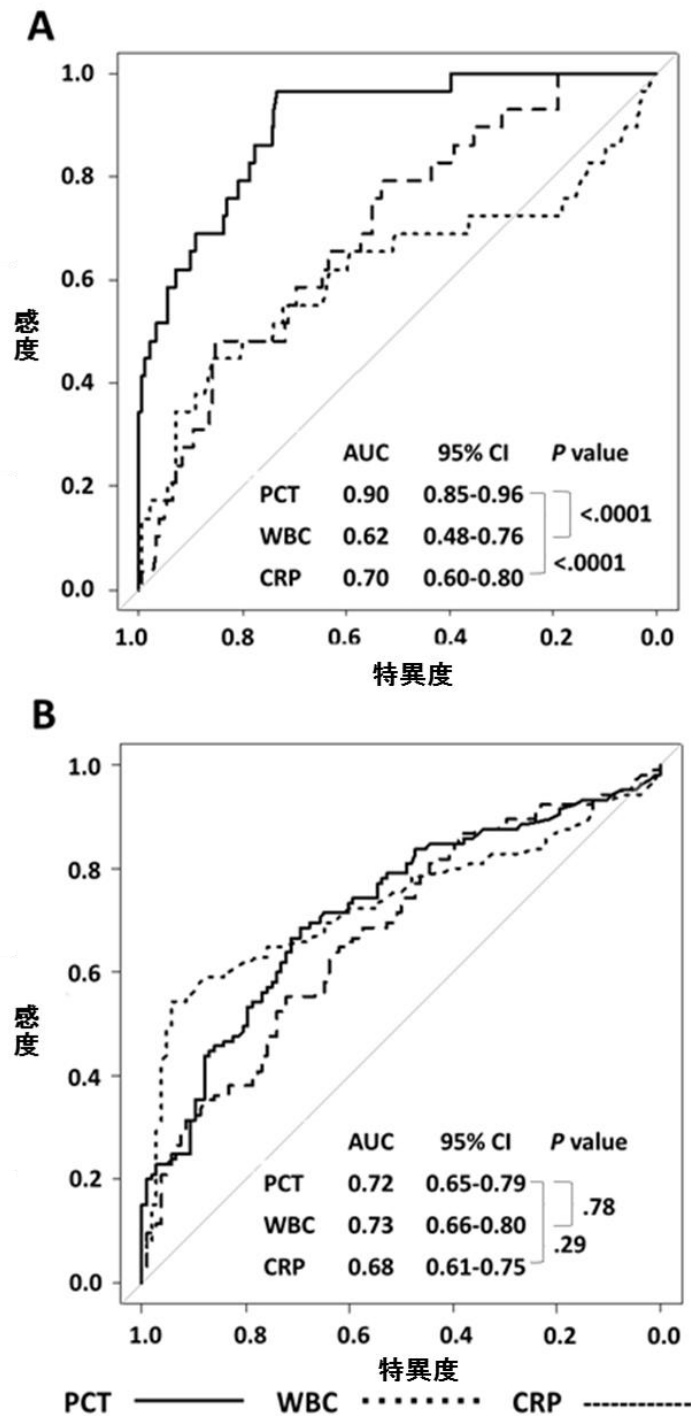 A
1.0
0.8
0.6
0.4
0.2
0.0
感度
AUC 95% CI P value
PCT 0.90 0.85-0.96
<.0001
WBC 0.62 0.48-0.76
<.0001
CRP 0.70 0.60-0.80
1.0 0.8 0.6 0.4 0.2 0.0
特異度
B
1.0
0.8
0.6
0.4
0.2
0.0
感度
AUC 95% CI P value
PCT 0.72 0.65-0.79
.78
WBC 0.73 0.66-0.80
.29
CRP 0.68 0.61-0.75
1.0 0.8 0.6 0.4 0.2 0.0
特異度
PCT WBC CRP